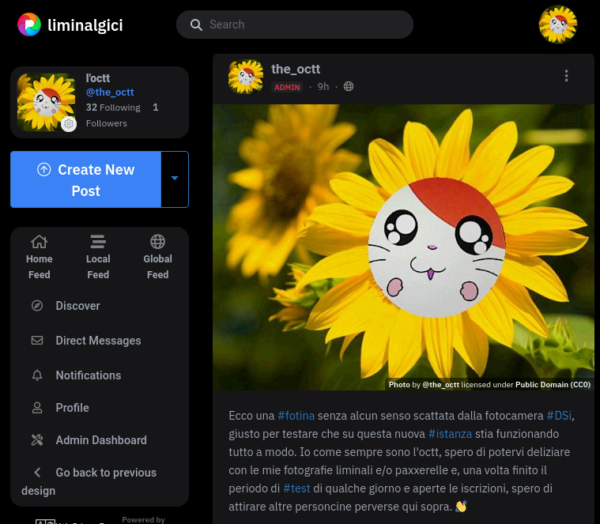 liminalgici
Search
l'octt
@the_octt
32 Following 1
Followers
Create New
Post
Home
Feed
Local
Feed
Global
Feed
Discover
Direct Messages
Notifications
Profile
Admin Dashboard
Go back to previous
design
Powered by
the_octt
ADMIN · 9h ·
Photo by @the_octt licensed under Public Domain (CC0)
Ecco una #fotina senza alcun senso scattata dalla fotocamera #DSi,
giusto per testare che su questa nuova #istanza stia funzionando
tutto a modo. Io come sempre sono l'octt, spero di potervi deliziare
con le mie fotografie liminali e/o paxxerelle e, una volta finito il
periodo di #test di qualche giorno e aperte le iscrizioni, spero di
attirare altre personcine perverse qui sopra. 👋